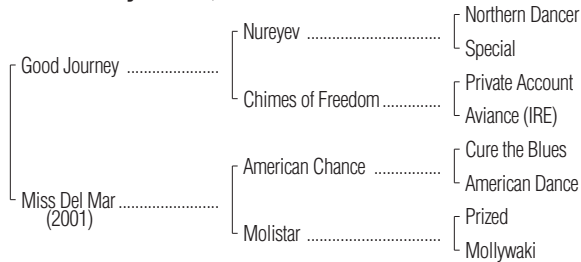 Northern Dancer
Nureyev
Special
Good Journey
Private Account
Chimes of Freedom
Aviance (IRE)
Cure the Blues
American Chance
American Dance
Miss Del Mar
(2001)
Prized
Molistar
Mollywaki